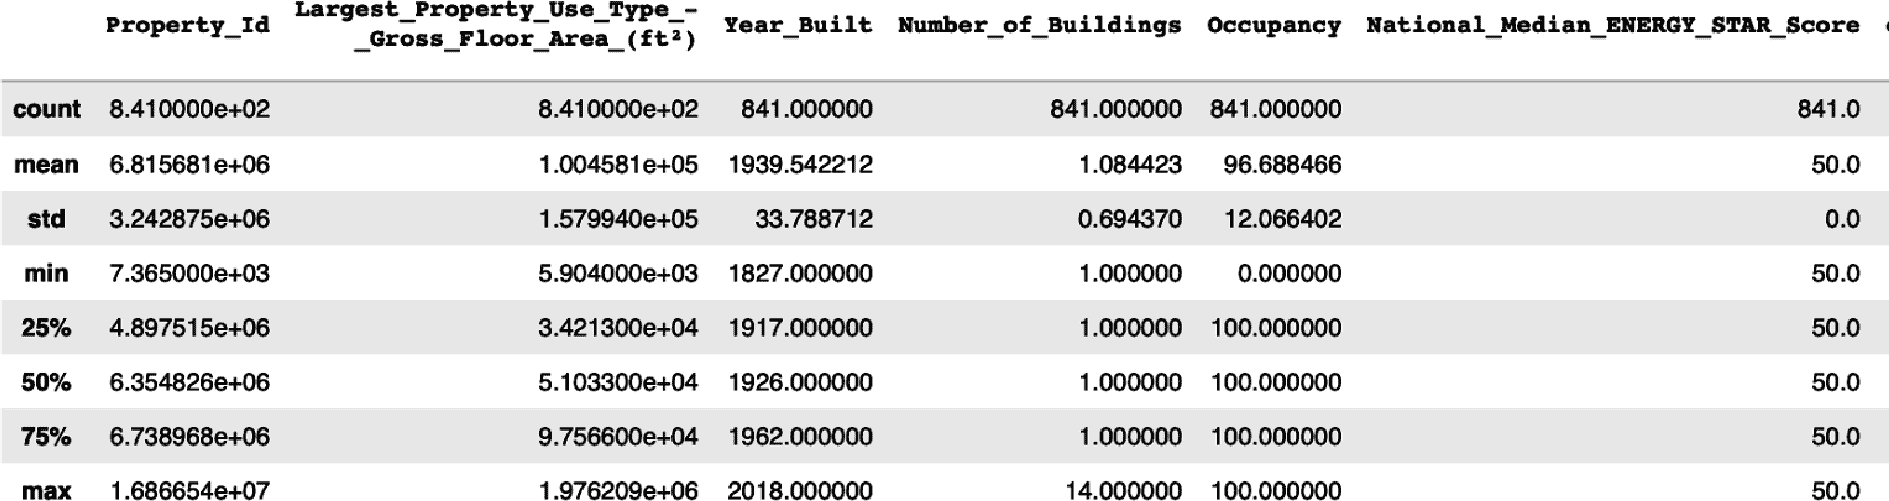 Largest_Property_Use_Type_-
Property_Id _Gross_Floor_Area_(ft²) Year_Built Number_of_Buildings Occupancy National_Median_ENERGY_STAR_Score
count 8.410000e+02 8.410000e+02 841.000000 841.000000 841.000000 841.0
mean 6.815681e+06 1.004581e+05 1939.542212 1.084423 96.688466 50.0
std 3.242875e+06 1.579940e+05 33.788712 0.694370 12.066402 0.0
min 7.365000e+03 5.904000e+03 1827.000000 1.000000 0.000000 50.0
25% 4.897515e+06 3.421300e+04 1917.000000 1.000000 100.000000 50.0
50% 6.354826e+06 5.103300e+04 1926.000000 1.000000 100.000000 50.0
75% 6.738968e+06 9.756600e+04 1962.000000 1.000000 100.000000 50.0
max 1.686654e+07 1.976209e+06 2018.000000 14.000000 100.000000 50.0